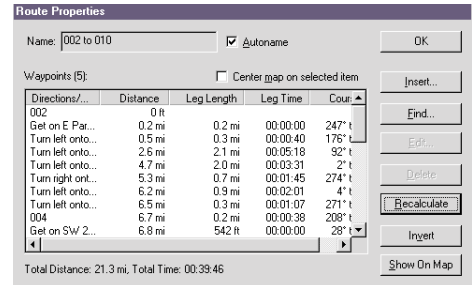 Route Properties
Name: 002 to 010
Autoname
OK
Waypoints (5):
Center map on selected item
Insert...
Directions/... Distance Leg Length Leg Time Cour
002 0 ft
Get on E Par... 0.2 mi 0.2 mi 00:00:00 247° t
Turn left onto... 0.5 mi 0.3 mi 00:00:40 176° t
Turn left onto... 2.6 mi 2.1 mi 00:05:18 92° t
Turn left onto... 4.7 mi 2.0 mi 00:03:31 2° t
Turn right ont... 5.3 mi 0.7 mi 00:01:45 274° t
Turn left onto... 6.2 mi 0.9 mi 00:02:01 4° t
Turn left onto... 6.5 mi 0.3 mi 00:01:07 271° t
004 6.7 mi 0.2 mi 00:00:38 208° t
Get on SW 2... 6.8 mi 542 ft 00:00:00 28° t
Find...
Edit...
Delete
Recalculate
Invert
Show On Map
Total Distance: 21.3 mi, Total Time: 00:39:46